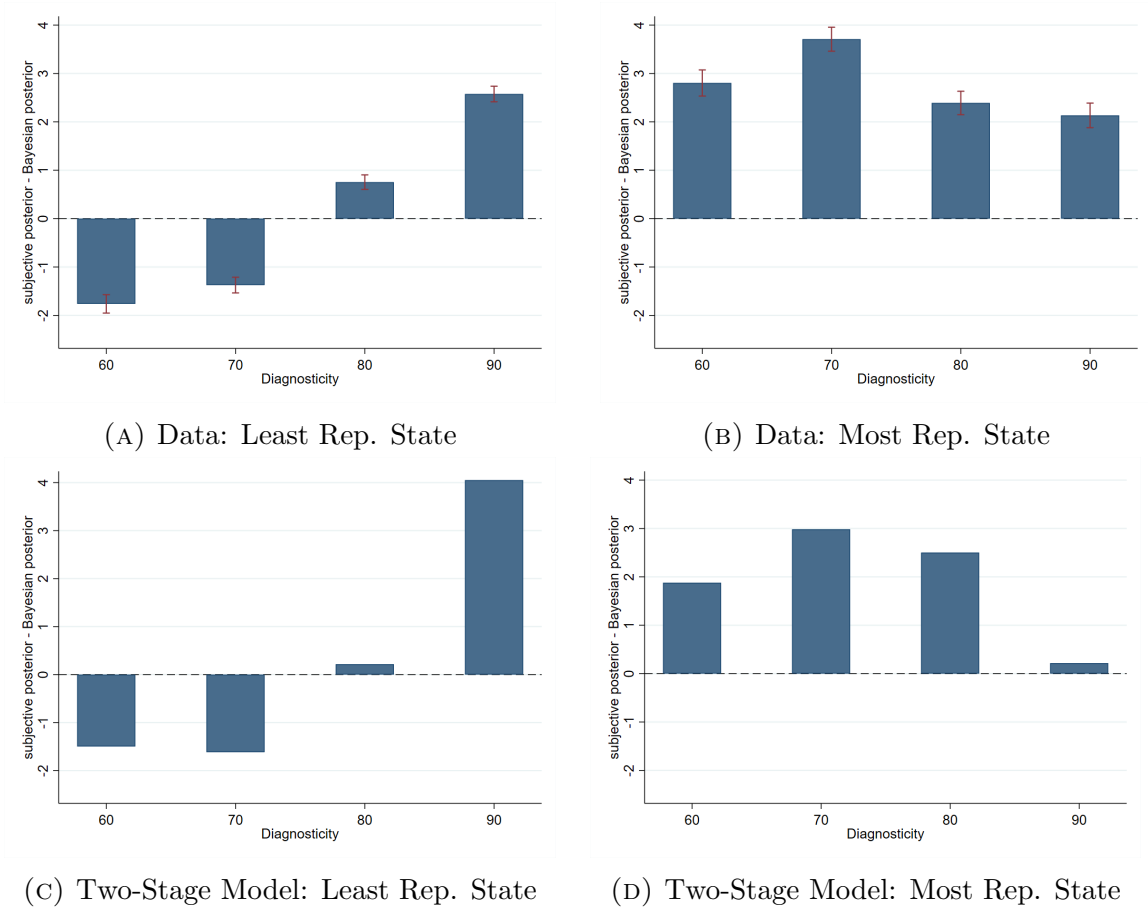 subjective posterior - Bayesian posterior
4
3
2
1
0
-1
-2
60 70 80 90
Diagnosticity
(A) Data: Least Rep. State
subjective posterior - Bayesian posterior
4
3
2
1
0
-1
-2
60 70 80 90
Diagnosticity
(B) Data: Most Rep. State
subjective posterior - Bayesian posterior
4
3
2
1
0
-1
-2
60 70 80 90
Diagnosticity
(C) Two-Stage Model: Least Rep. State
subjective posterior - Bayesian posterior
4
3
2
1
0
-1
-2
60 70 80 90
Diagnosticity
(D) Two-Stage Model: Most Rep. State